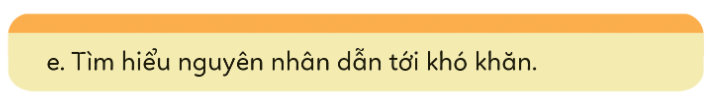 e. Tìm hiểu nguyên nhân dẫn tới khó khăn.